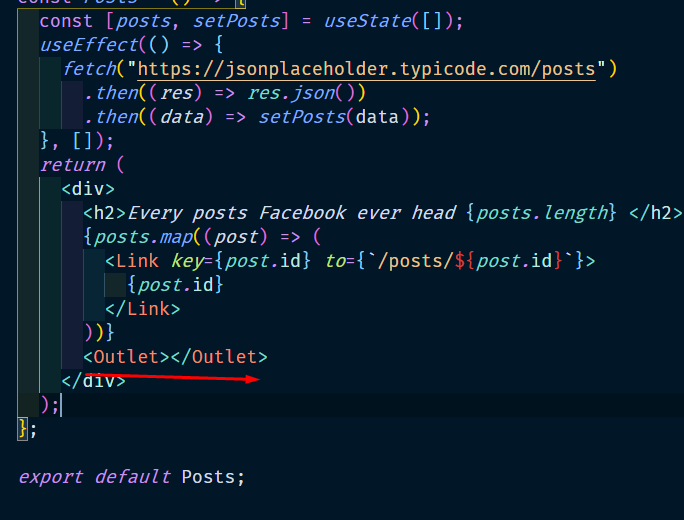 const Posts = () => {
const [posts, setPosts] = useState([]);
useEffect(() => {
fetch("https://jsonplaceholder.typicode.com/posts")
.then((res) => res.json())
.then((data) => setPosts(data));
}, []);
return (
<div>
<h2>Every posts Facebook ever head {posts.length} </h2>
{posts.map((post) => (
<Link key={post.id} to={`/posts/${post.id}`}>
{post.id}
</Link>
))}
<Outlet></Outlet>
</div>
);
};
export default Posts;